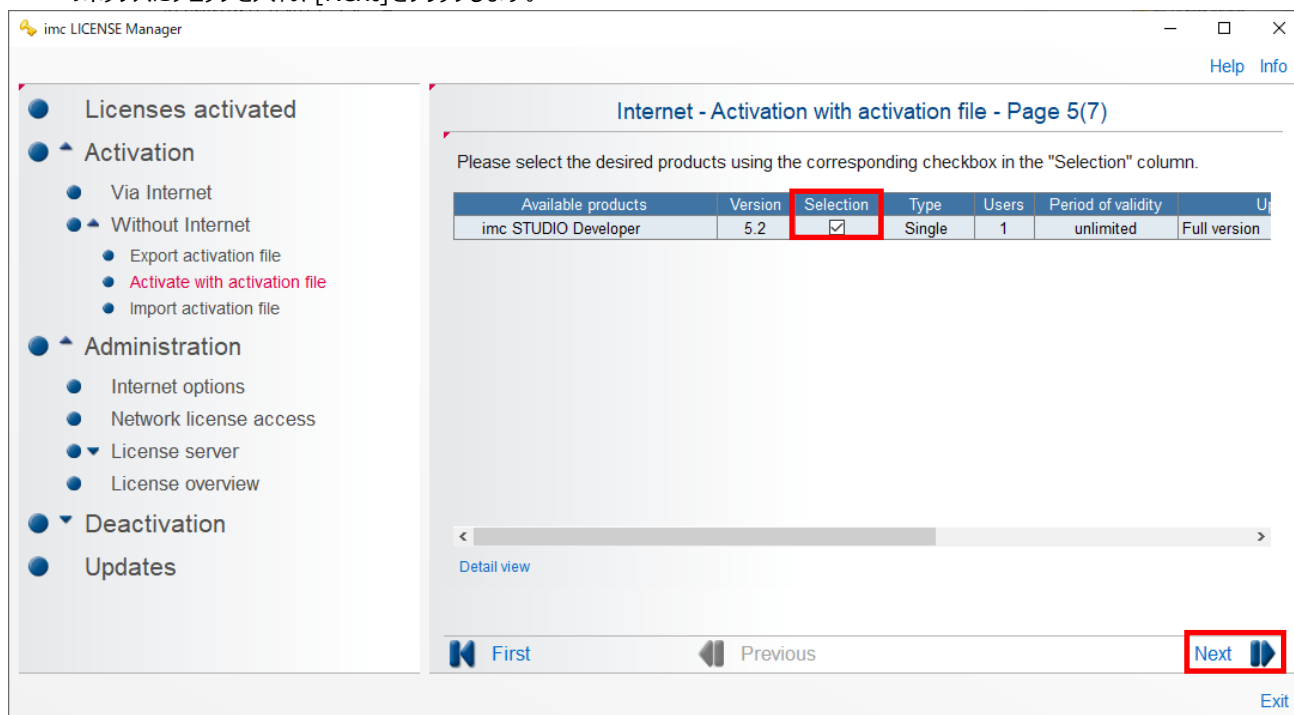 imc LICENSE Manager
Help Info
Licenses activated
Activation
Via Internet
Without Internet
Export activation file
Activate with activation file
Import activation file
Administration
Internet options
Network license access
License server
License overview
Deactivation
Updates
Internet - Activation with activation file - Page 5(7)
Please select the desired products using the corresponding checkbox in the "Selection" column.
Available products Version Selection Type Users Period of validity
imc STUDIO Developer 5.2 Single 1 unlimited Full version
Detail view
First Previous Next
Exit